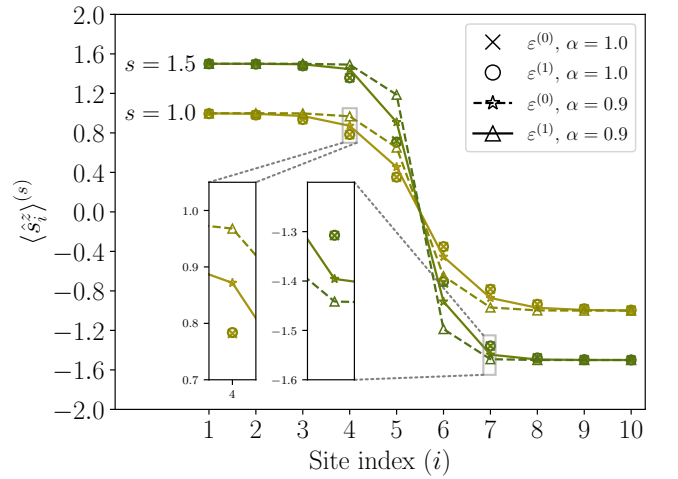 2.0
1.6
1.2
0.8
0.4
0.0
−0.4
−0.8
−1.2
−1.6
−2.0
⟨ŝᵢᶻ⟩⁽ˢ⁾
s = 1.5
s = 1.0
ε⁽⁰⁾, α = 1.0
ε⁽¹⁾, α = 1.0
ε⁽⁰⁾, α = 0.9
ε⁽¹⁾, α = 0.9
1.0
0.9
0.8
0.7
4
−1.3
−1.4
−1.5
−1.6
1 2 3 4 5 6 7 8 9 10
Site index (i)